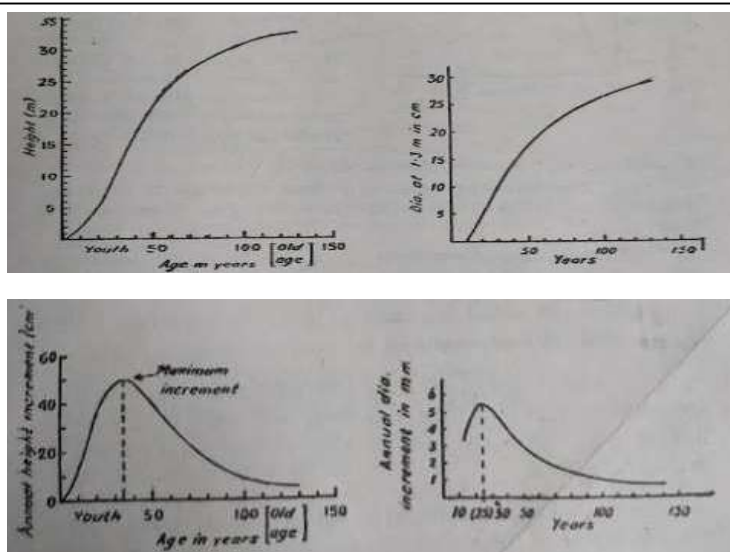 35
30
25
20
15
10
5
Height (m)
Youth 50 100 [Old age] 150
Age in years
30
25
20
15
10
5
Dia. at 1·3 m in cm
50 100 150
Years
60
40
20
0
Annual height increment (cm)
Maximum
increment
Youth 50 100 [Old age] 150
Age in years
6
5
4
3
2
1
Annual dia.
increment in mm
10 (25) 30 50 100 150
Years